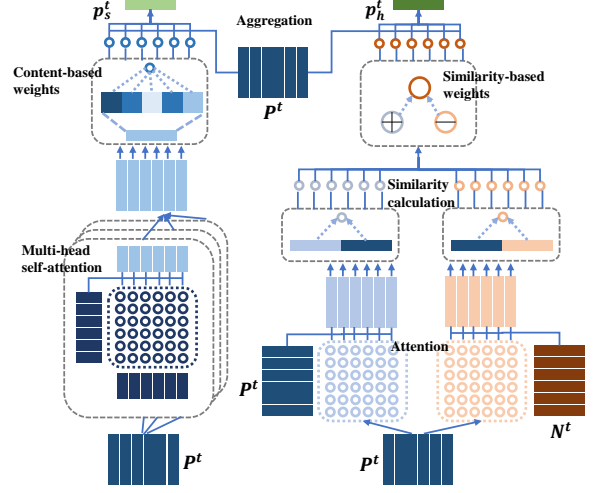 p_s^t
Aggregation
p_h^t
Content-based
weights
P^t
Similarity-based
weights
Similarity
calculation
Multi-head
self-attention
Attention
P^t
N^t
P^t
P^t